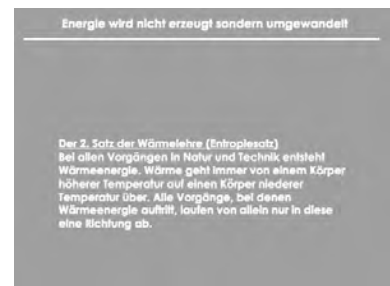 Energie wird nicht erzeugt sondern umgewandelt
Der 2. Satz der Wärmelehre (Entropiesatz)
Bei allen Vorgängen in Natur und Technik entsteht
Wärmeenergie. Wärme geht immer von einem Körper
höherer Temperatur auf einen Körper niederer
Temperatur über. Alle Vorgänge, bei denen
Wärmeenergie auftritt, laufen von allein nur in diese
eine Richtung ab.